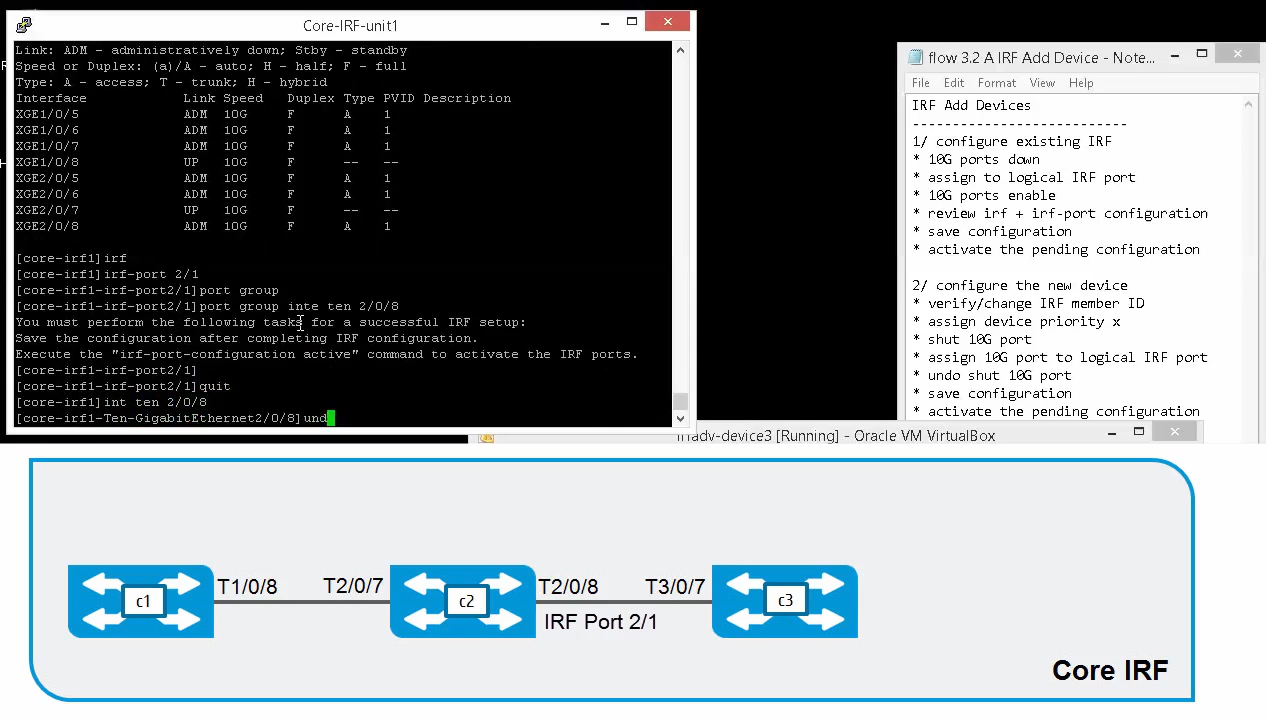 Core-IRF-unit1
Link: ADM - administratively down; Stby - standby
Speed or Duplex: (a)/A - auto; H - half; F - full
Type: A - access; T - trunk; H - hybrid
Interface Link Speed Duplex Type PVID Description
XGE1/0/5 ADM 10G F A 1
XGE1/0/6 ADM 10G F A 1
XGE1/0/7 ADM 10G F A 1
XGE1/0/8 UP 10G F -- --
XGE2/0/5 ADM 10G F A 1
XGE2/0/6 ADM 10G F A 1
XGE2/0/7 UP 10G F -- --
XGE2/0/8 ADM 10G F A 1
[core-irf1]irf
[core-irf1]irf-port 2/1
[core-irf1-irf-port2/1]port group
[core-irf1-irf-port2/1]port group inte ten 2/0/8
You must perform the following tasks for a successful IRF setup:
Save the configuration after completing IRF configuration.
Execute the "irf-port-configuration active" command to activate the IRF ports.
[core-irf1-irf-port2/1]
[core-irf1-irf-port2/1]quit
[core-irf1]int ten 2/0/8
[core-irf1-Ten-GigabitEthernet2/0/8]und
flow 3.2 A IRF Add Device - Note...
File Edit Format View Help
IRF Add Devices
---------------------------
1/ configure existing IRF
* 10G ports down
* assign to logical IRF port
* 10G ports enable
* review irf + irf-port configuration
* save configuration
* activate the pending configuration
2/ configure the new device
* verify/change IRF member ID
* assign device priority x
* shut 10G port
* assign 10G port to logical IRF port
* undo shut 10G port
* save configuration
* activate the pending configuration
[Running] - Oracle VM VirtualBox
c1
T1/0/8
T2/0/7
c2
T2/0/8
T3/0/7
c3
IRF Port 2/1
Core IRF